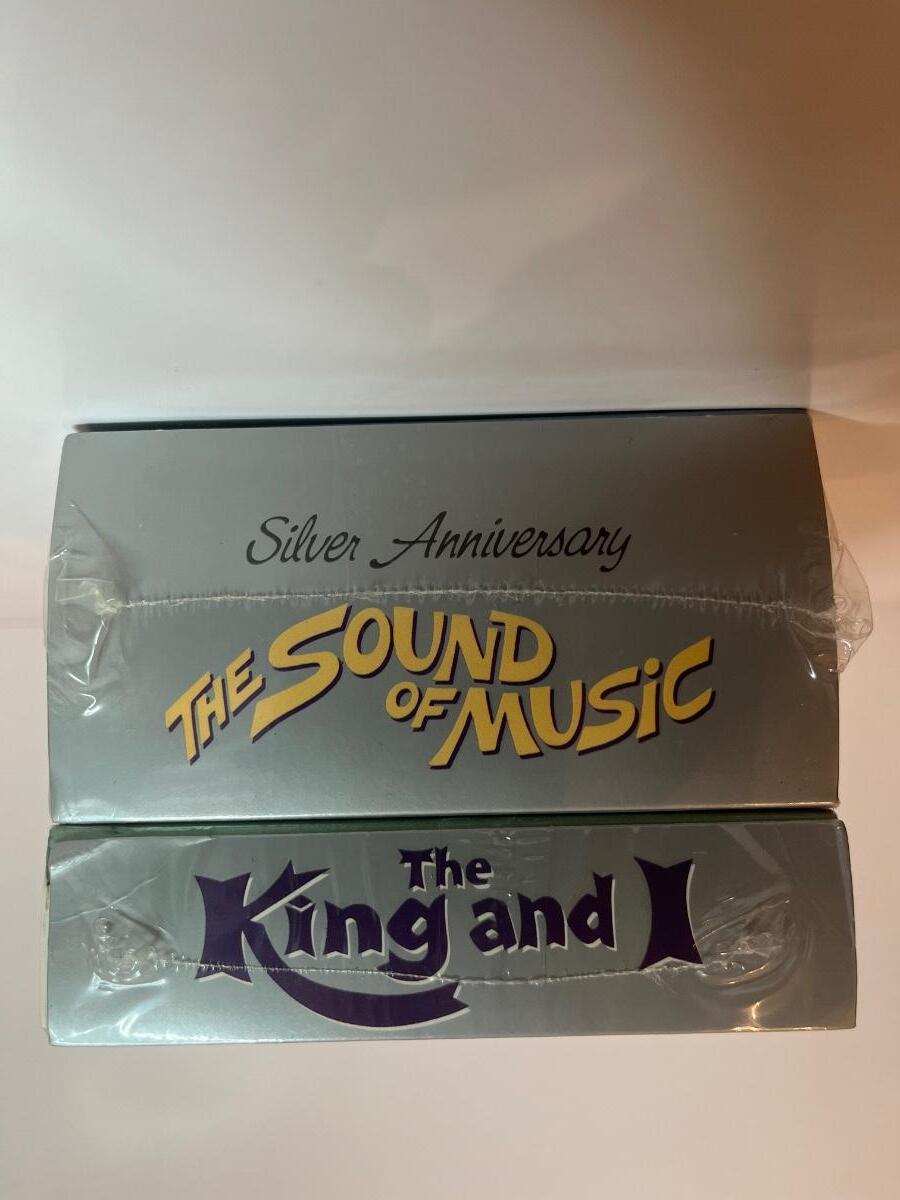 Silver Anniversary
THE SOUND
OF MUSIC
The
King and I